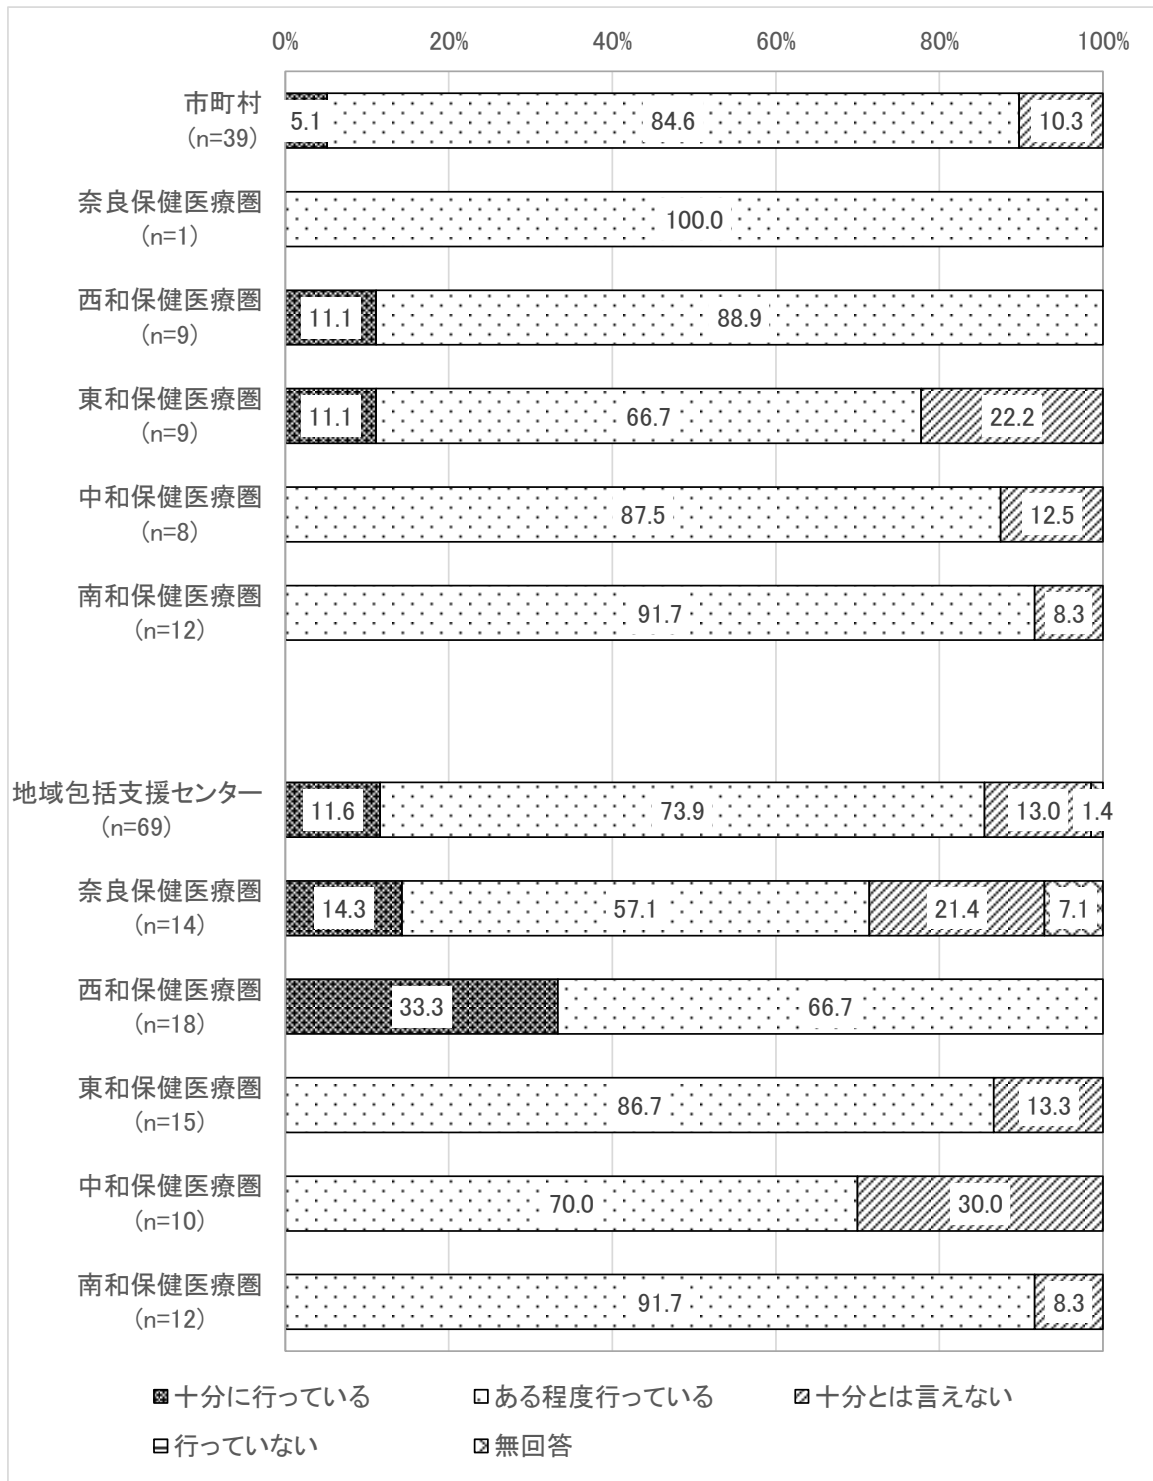 0% 20% 40% 60% 80% 100%
市町村
(n=39)
5.1 84.6 10.3
奈良保健医療圏
(n=1)
100.0
西和保健医療圏
(n=9)
11.1 88.9
東和保健医療圏
(n=9)
11.1 66.7 22.2
中和保健医療圏
(n=8)
87.5 12.5
南和保健医療圏
(n=12)
91.7 8.3
地域包括支援センター
(n=69)
11.6 73.9 13.0 1.4
奈良保健医療圏
(n=14)
14.3 57.1 21.4 7.1
西和保健医療圏
(n=18)
33.3 66.7
東和保健医療圏
(n=15)
86.7 13.3
中和保健医療圏
(n=10)
70.0 30.0
南和保健医療圏
(n=12)
91.7 8.3
十分に行っている ある程度行っている 十分とは言えない
行っていない 無回答